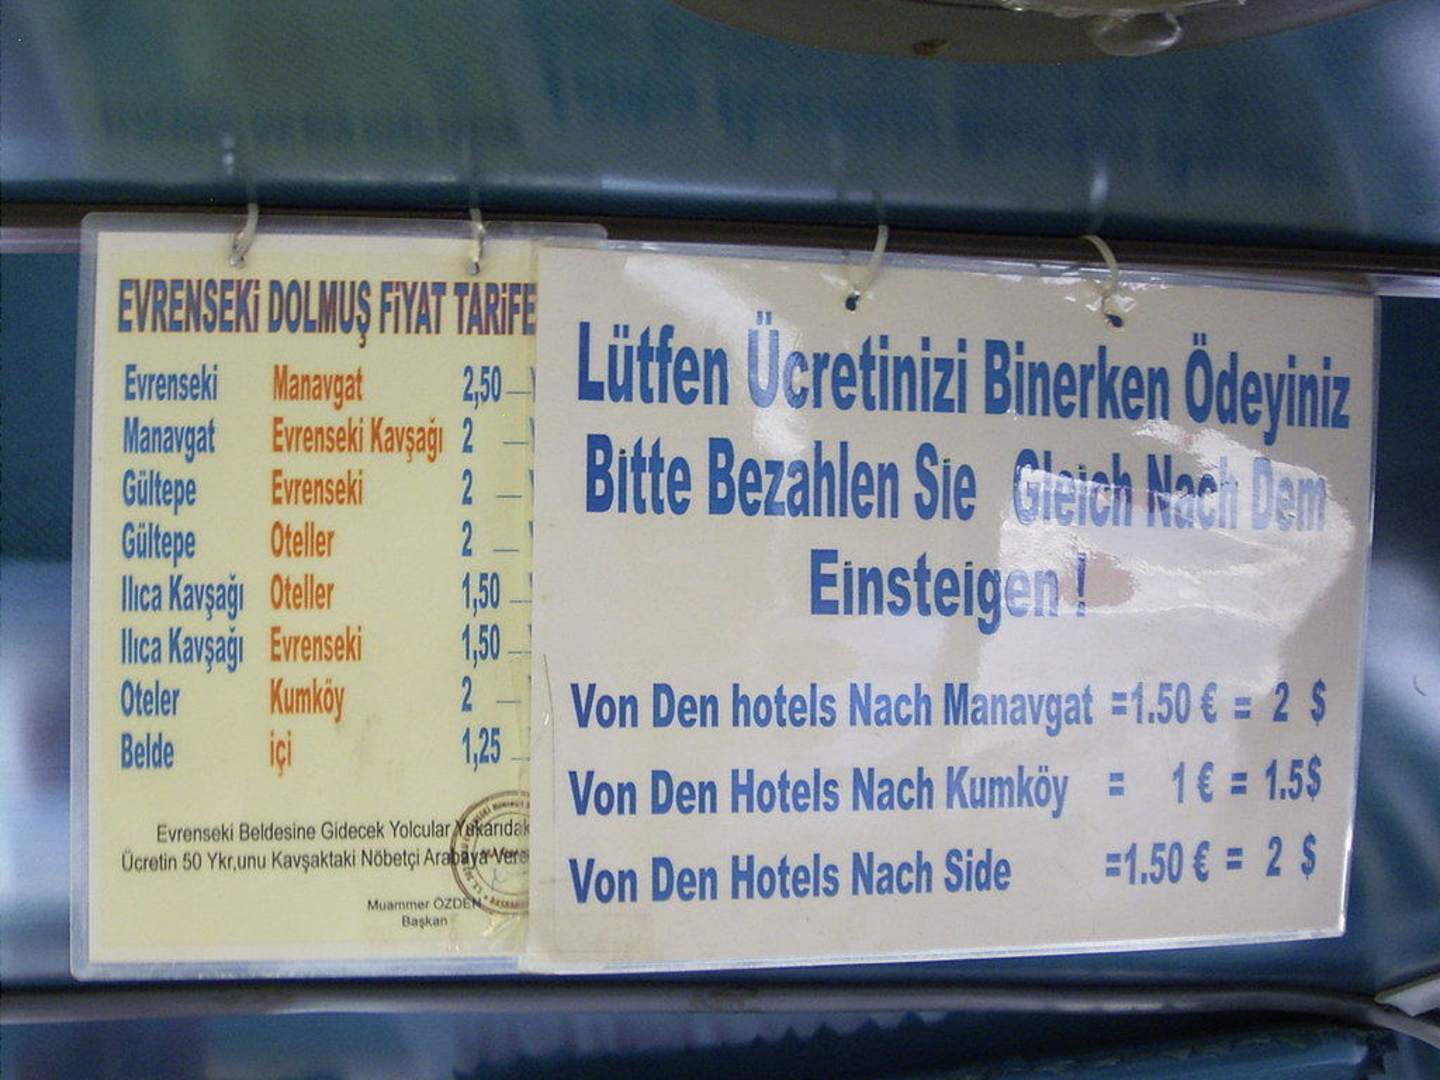 EVRENSEKİ DOLMUŞ FİYAT TARİFE
Evrenseki Manavgat 2,50
Manavgat Evrenseki Kavşağı 2
Gültepe Evrenseki 2
Gültepe Oteller 2
Ilıca Kavşağı Oteller 1,50
Ilıca Kavşağı Evrenseki 1,50
Oteler Kumköy 2
Belde içi 1,25
Evrenseki Beldesine Gidecek Yolcular Yukarıdak
Ücretin 50 Ykr,unu Kavşaktaki Nöbetçi Arabaya Vere
Muammer ÖZDEN
Başkan
Lütfen Ücretinizi Binerken Ödeyiniz
Bitte Bezahlen Sie Gleich Nach Dem
Einsteigen !
Von Den hotels Nach Manavgat =1.50 € = 2 $
Von Den Hotels Nach Kumköy = 1 € = 1.5$
Von Den Hotels Nach Side =1.50 € = 2 $